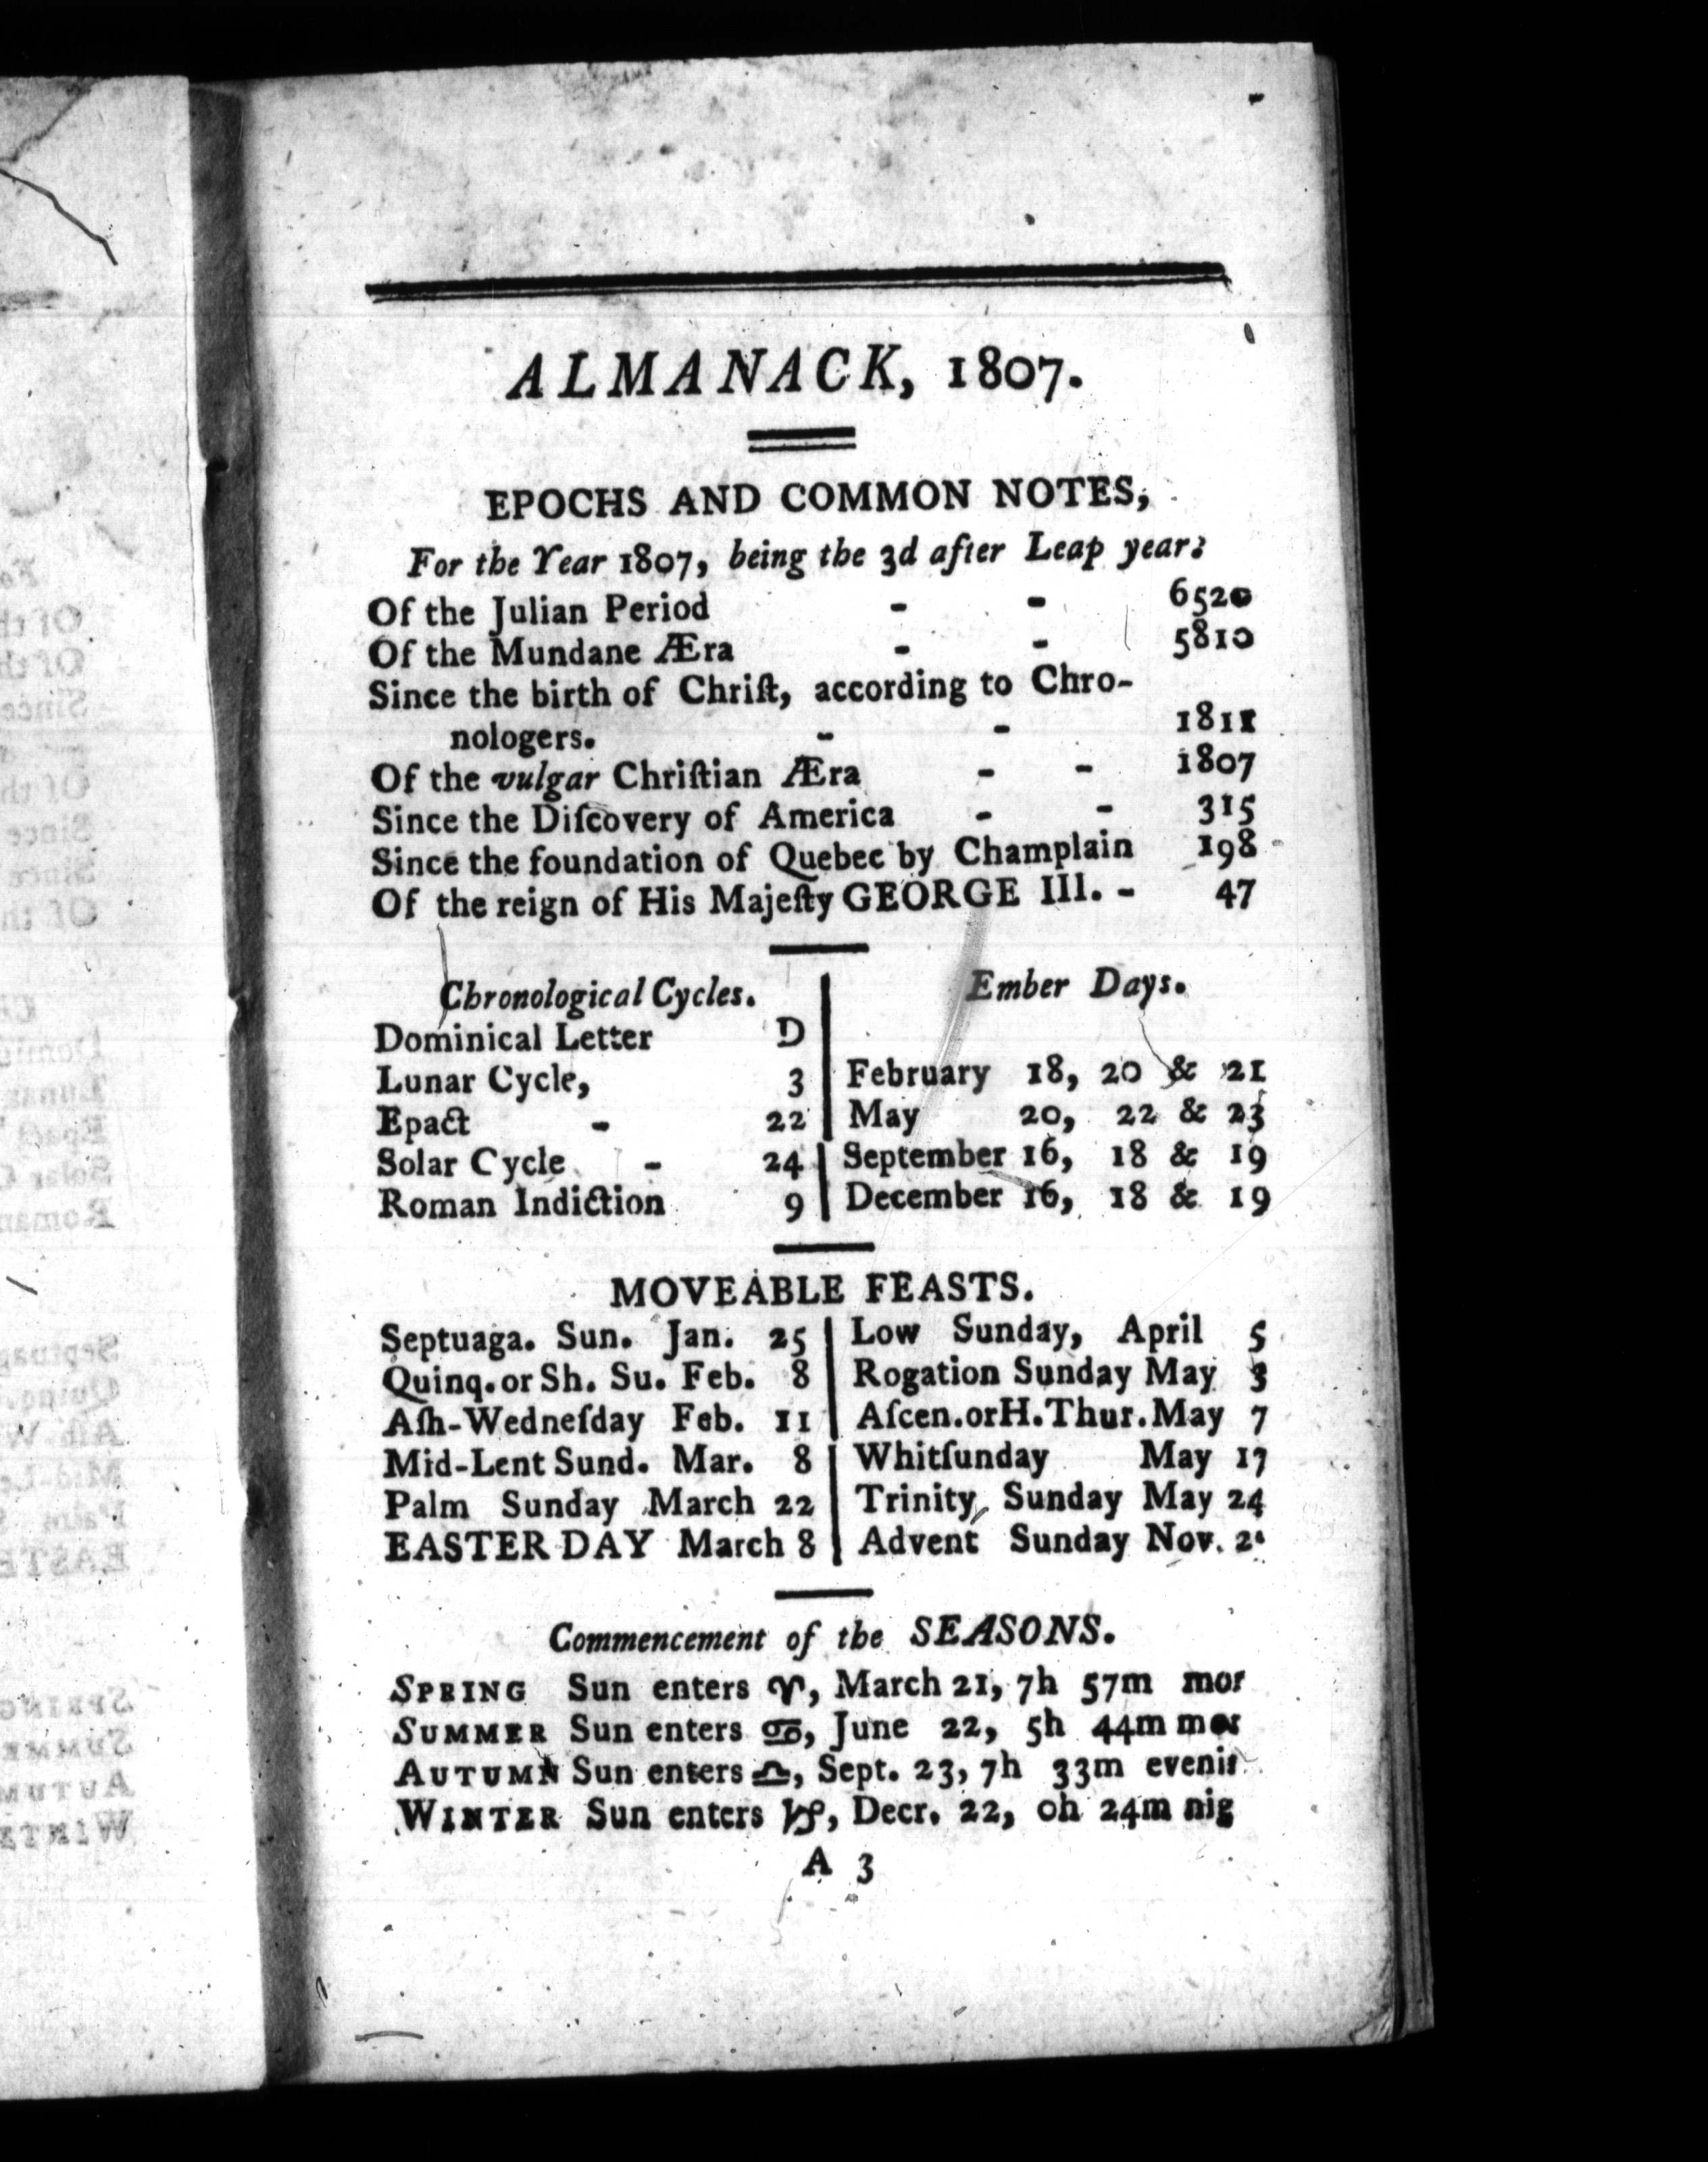 ALMANACK, 1807.
EPOCHS AND COMMON NOTES,
For the Year 1807, being the 3d after Leap year:
Of the Julian Period - - 6520
Of the Mundane Æra - - 5810
Since the birth of Chriſt, according to Chro-
nologers. - - 1811
Of the vulgar Chriſtian Æra - - 1807
Since the Diſcovery of America - - 315
Since the foundation of Quebec by Champlain 198
Of the reign of His Majeſty GEORGE III. - 47
Chronological Cycles.
Dominical Letter D
Lunar Cycle, 3
Epact - 22
Solar Cycle - 24
Roman Indiction 9
Ember Days.
February 18, 20 & 21
May 20, 22 & 23
September 16, 18 & 19
December 16, 18 & 19
MOVEABLE FEASTS.
Septuaga. Sun. Jan. 25
Quinq. or Sh. Su. Feb. 8
Aſh-Wedneſday Feb. 11
Mid-Lent Sund. Mar. 8
Palm Sunday March 22
EASTER DAY March 8
Low Sunday, April 5
Rogation Sunday May 3
Aſcen. or H. Thur. May 7
Whitſunday May 17
Trinity Sunday May 24
Advent Sunday Nov.
Commencement of the SEASONS.
SPRING Sun enters ♈, March 21, 7h 57m mor
SUMMER Sun enters ♋, June 22, 5h 44m mor
AUTUMN Sun enters ♎, Sept. 23, 7h 33m
WINTER Sun enters ♑, Decr. 22, 0h 24m nig
A 3